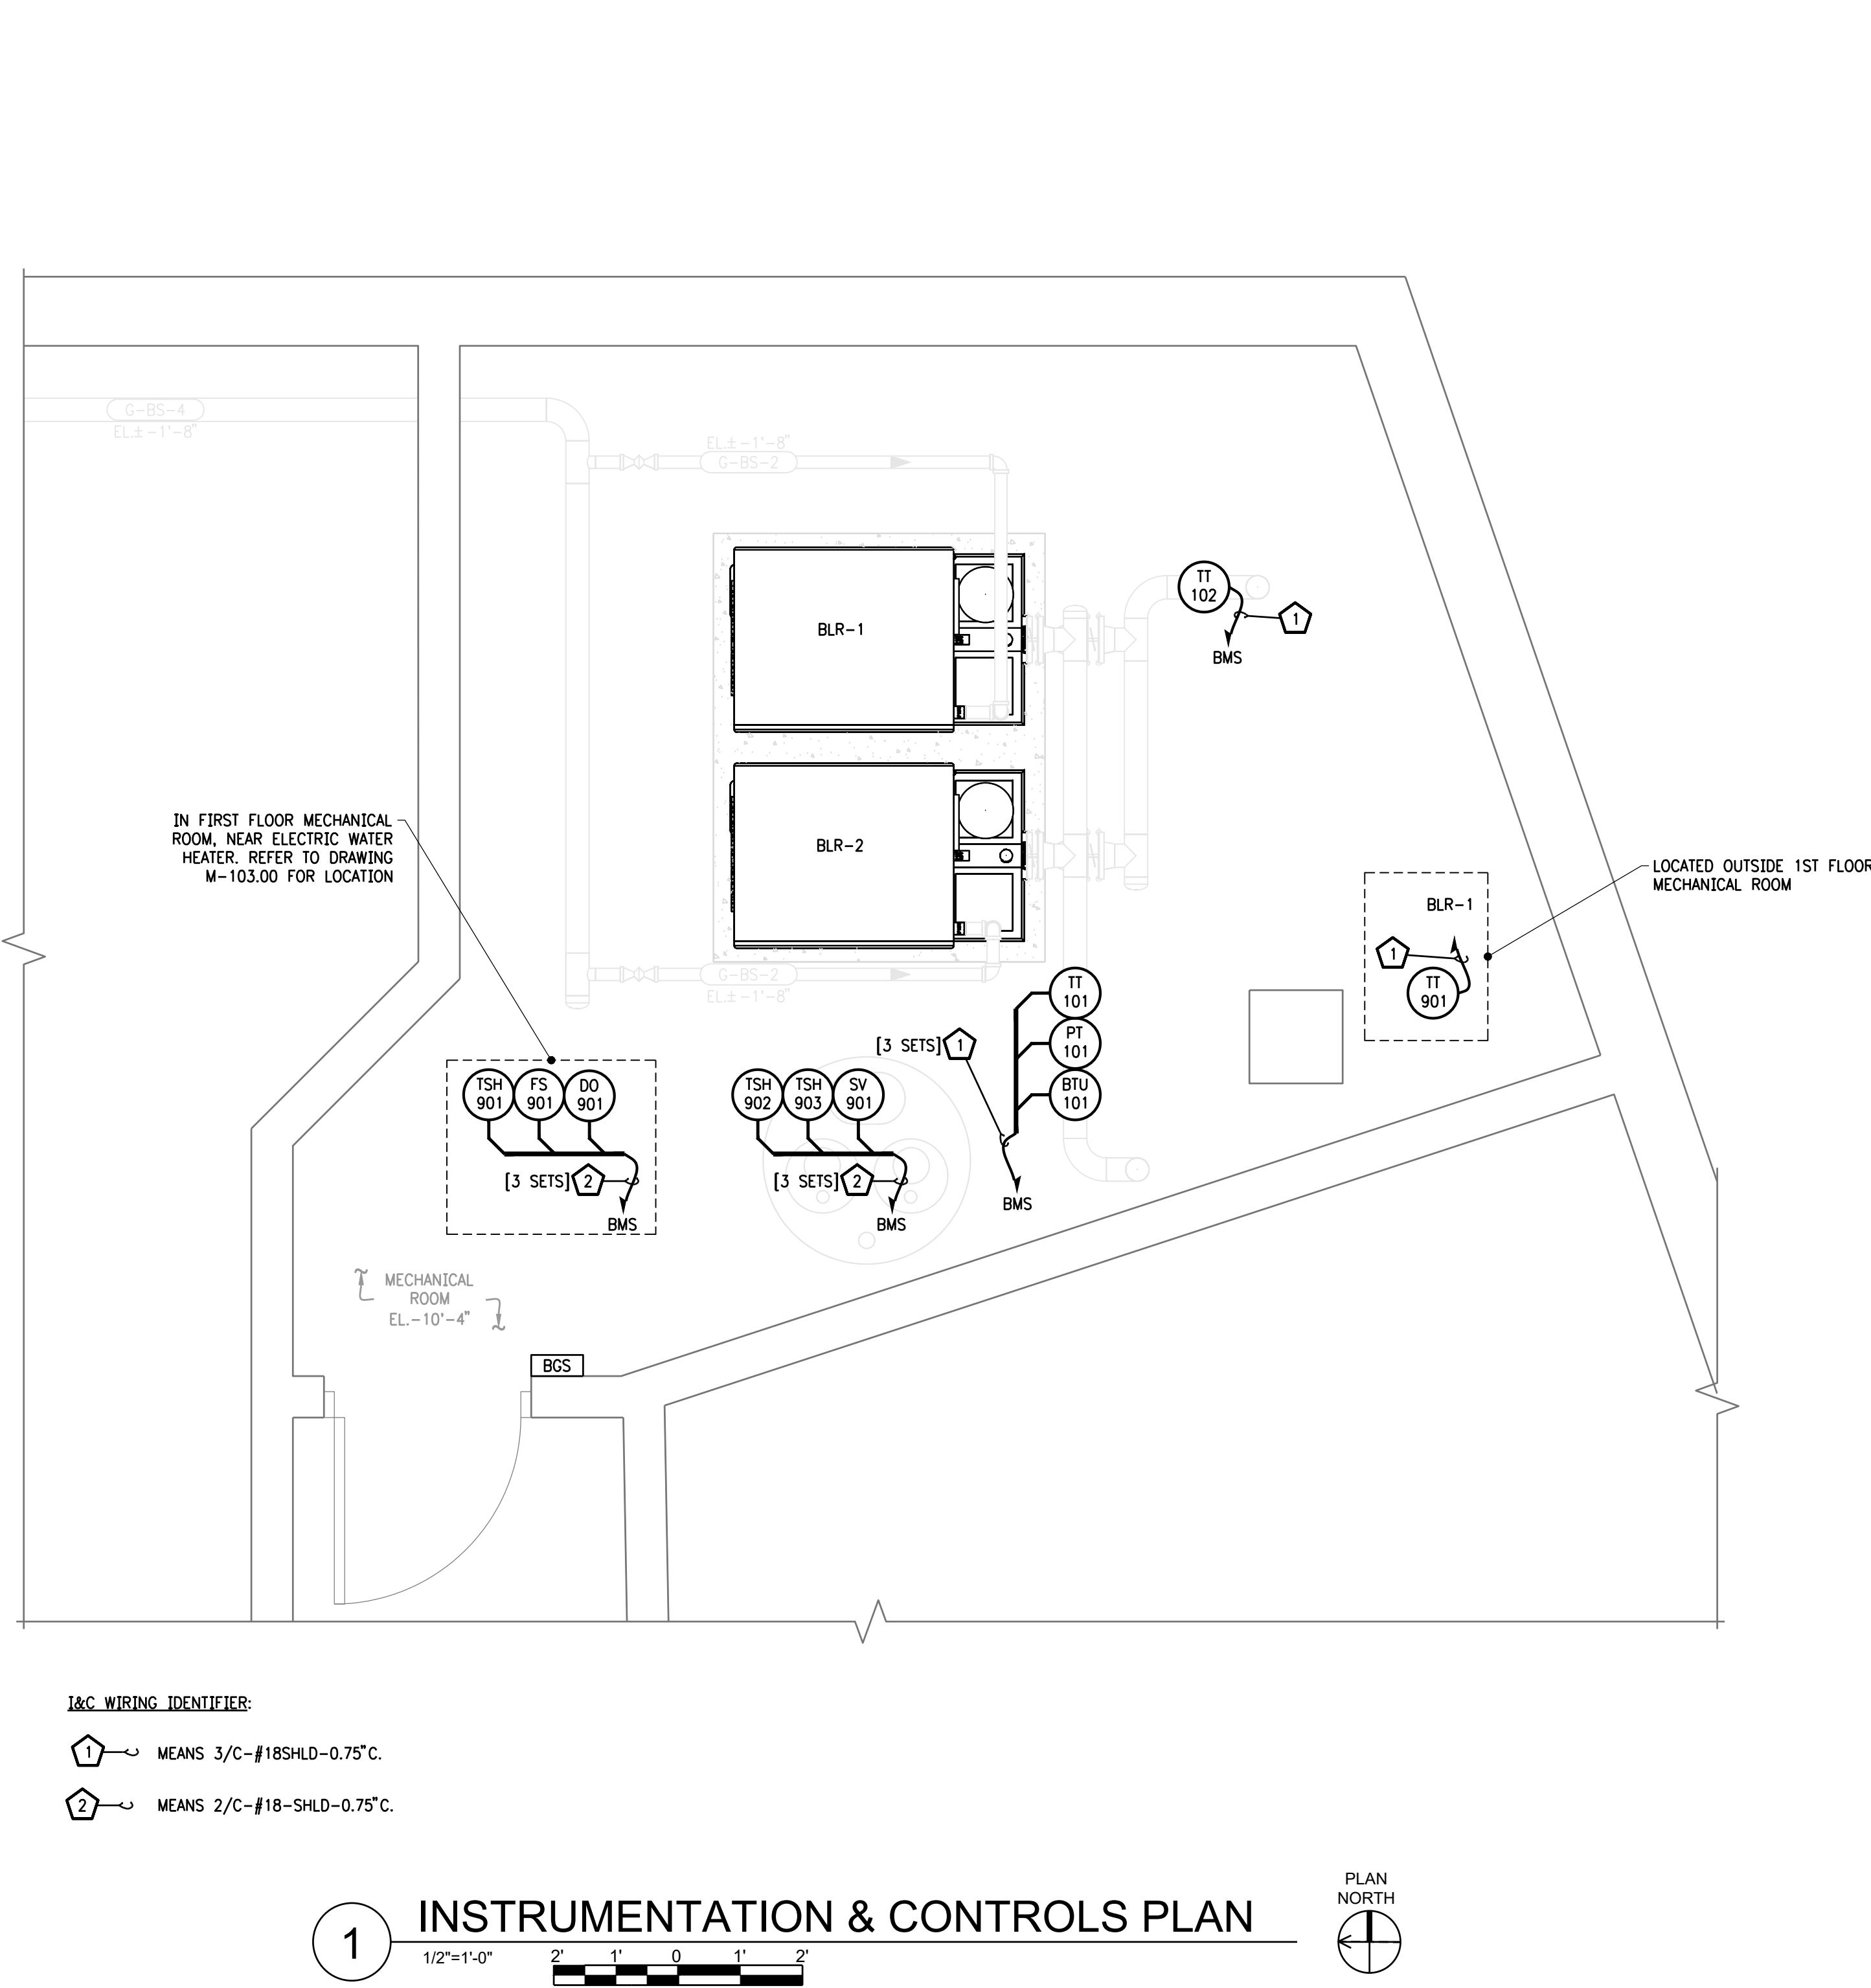 G-BS-4
EL.± -1'-8"
EL.± -1'-8"
G-BS-2
BLR-1
TT
102
1
BMS
BLR-2
IN FIRST FLOOR MECHANICAL
ROOM, NEAR ELECTRIC WATER
HEATER. REFER TO DRAWING
M-103.00 FOR LOCATION
LOCATED OUTSIDE 1ST FLOOR
MECHANICAL ROOM
BLR-1
1
TT
901
G-BS-2
EL.± -1'-8"
TT
101
PT
101
BTU
101
[3 SETS] 1
BMS
TSH
901
FS
901
DO
901
[3 SETS] 2
BMS
TSH
902
TSH
903
SV
901
[3 SETS] 2
BMS
MECHANICAL
ROOM
EL.-10'-4"
BGS
I&C WIRING IDENTIFIER:
1 MEANS 3/C-#18SHLD-0.75"C.
2 MEANS 2/C-#18-SHLD-0.75"C.
1 INSTRUMENTATION & CONTROLS PLAN
1/2"=1'-0"
2' 1' 0 1' 2'
PLAN
NORTH